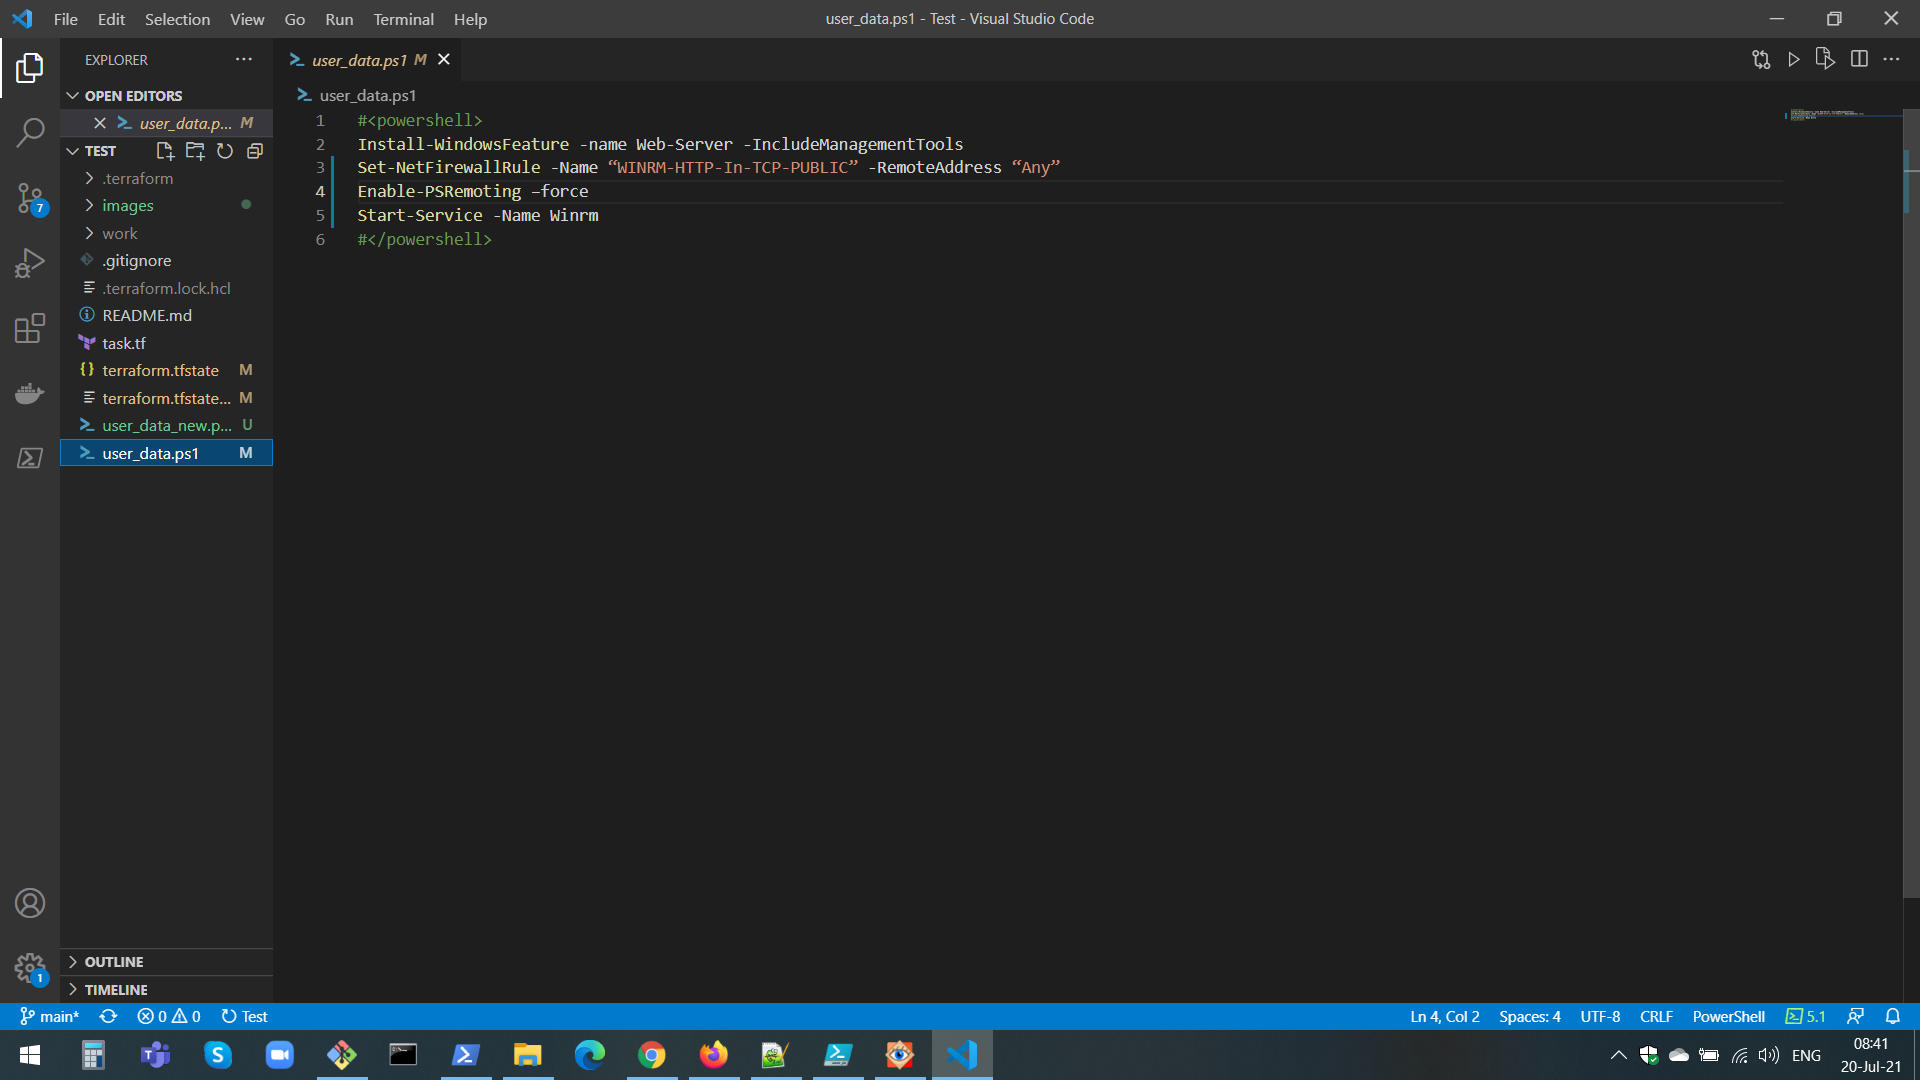 File Edit Selection View Go Run Terminal Help
user_data.ps1 - Test - Visual Studio Code
EXPLORER
OPEN EDITORS
user_data.p... M
TEST
.terraform
images
work
.gitignore
.terraform.lock.hcl
README.md
task.tf
terraform.tfstate M
terraform.tfstate... M
user_data_new.p... U
user_data.ps1 M
OUTLINE
TIMELINE
7
1
user_data.ps1 M
user_data.ps1
1 #<powershell>
2 Install-WindowsFeature -name Web-Server -IncludeManagementTools
3 Set-NetFirewallRule -Name “WINRM-HTTP-In-TCP-PUBLIC” -RemoteAddress “Any”
4 Enable-PSRemoting –force
5 Start-Service -Name Winrm
6 #</powershell>
main* 0 0 Test
Ln 4, Col 2 Spaces: 4 UTF-8 CRLF PowerShell 5.1
ENG
08:41
20-Jul-21